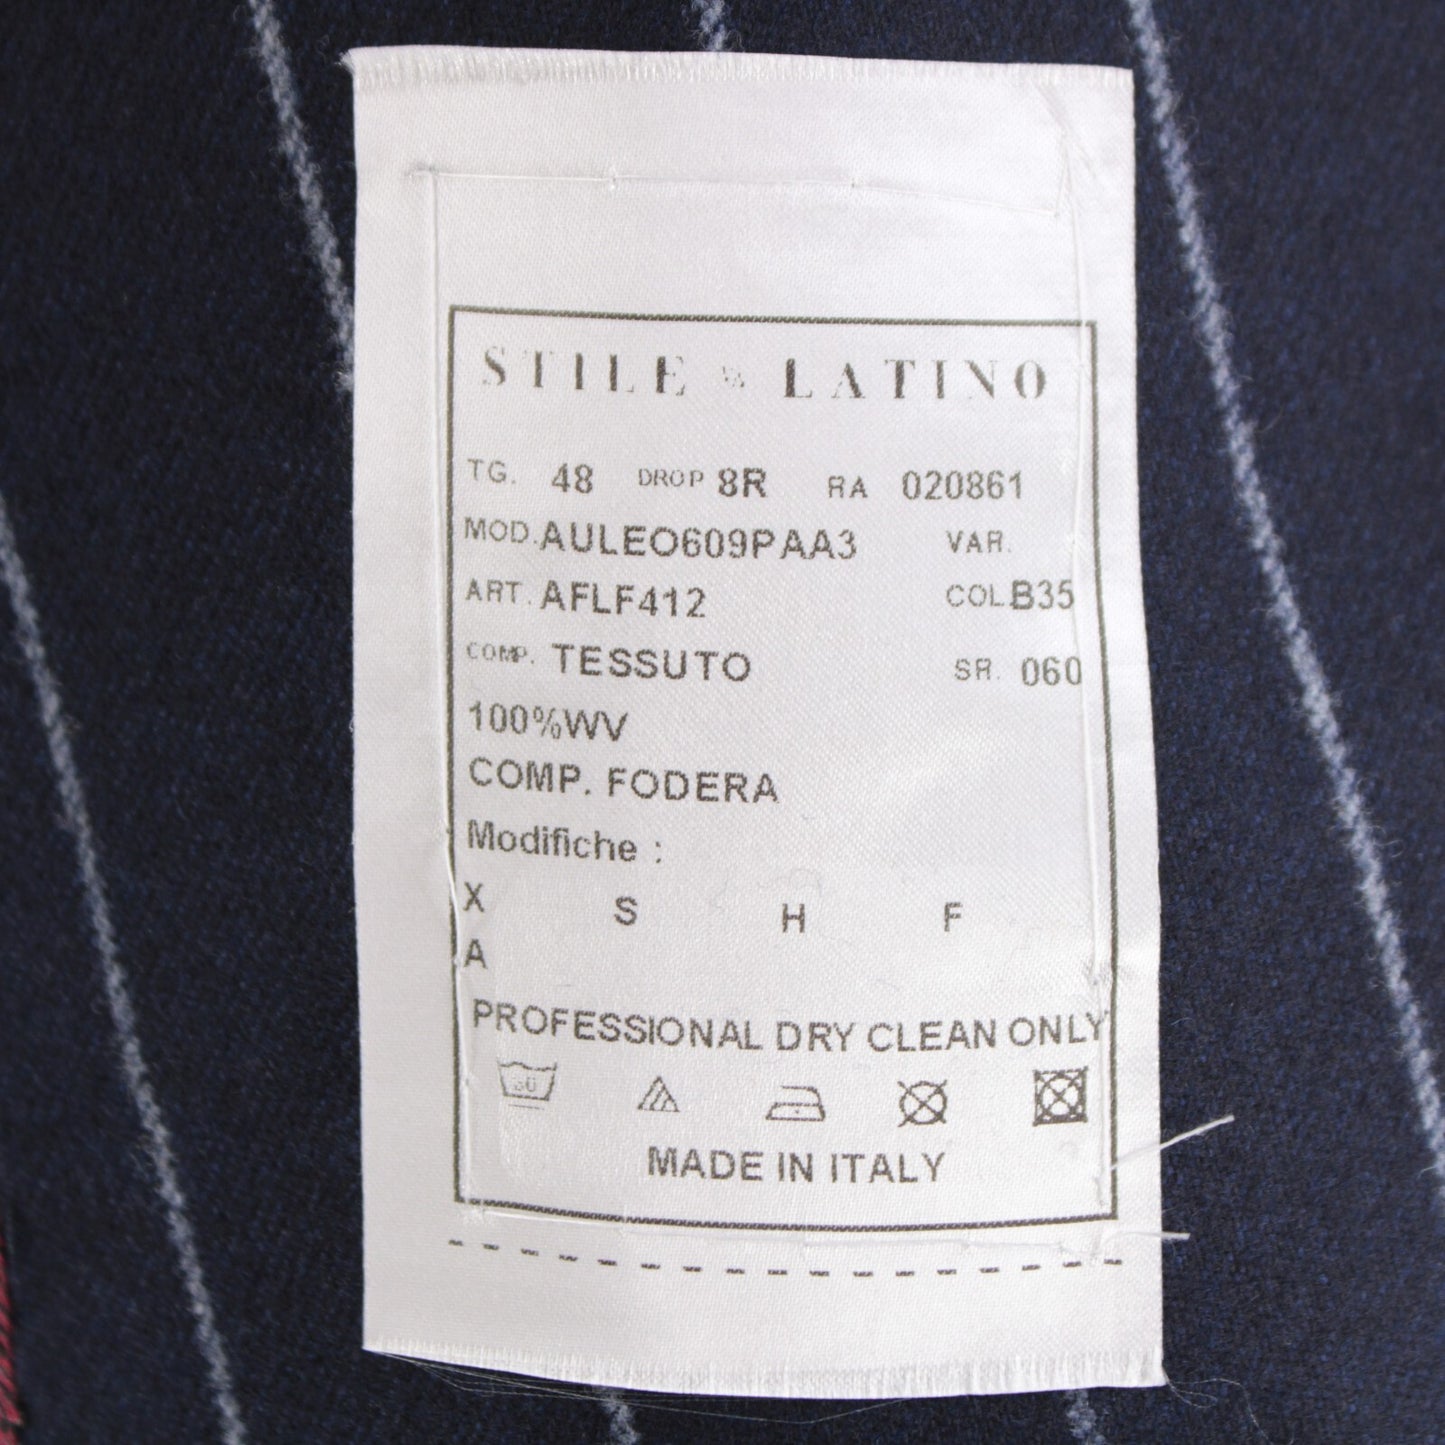 STILE LATINO
TG. 48 DROP 8R RA 020861
MOD. AULEO609PAA3 VAR.
ART. AFLF412 COL. B35
COMP. TESSUTO SR. 060
100%WV
COMP. FODERA
Modifiche :
X S H F
A
PROFESSIONAL DRY CLEAN ONLY
MADE IN ITALY